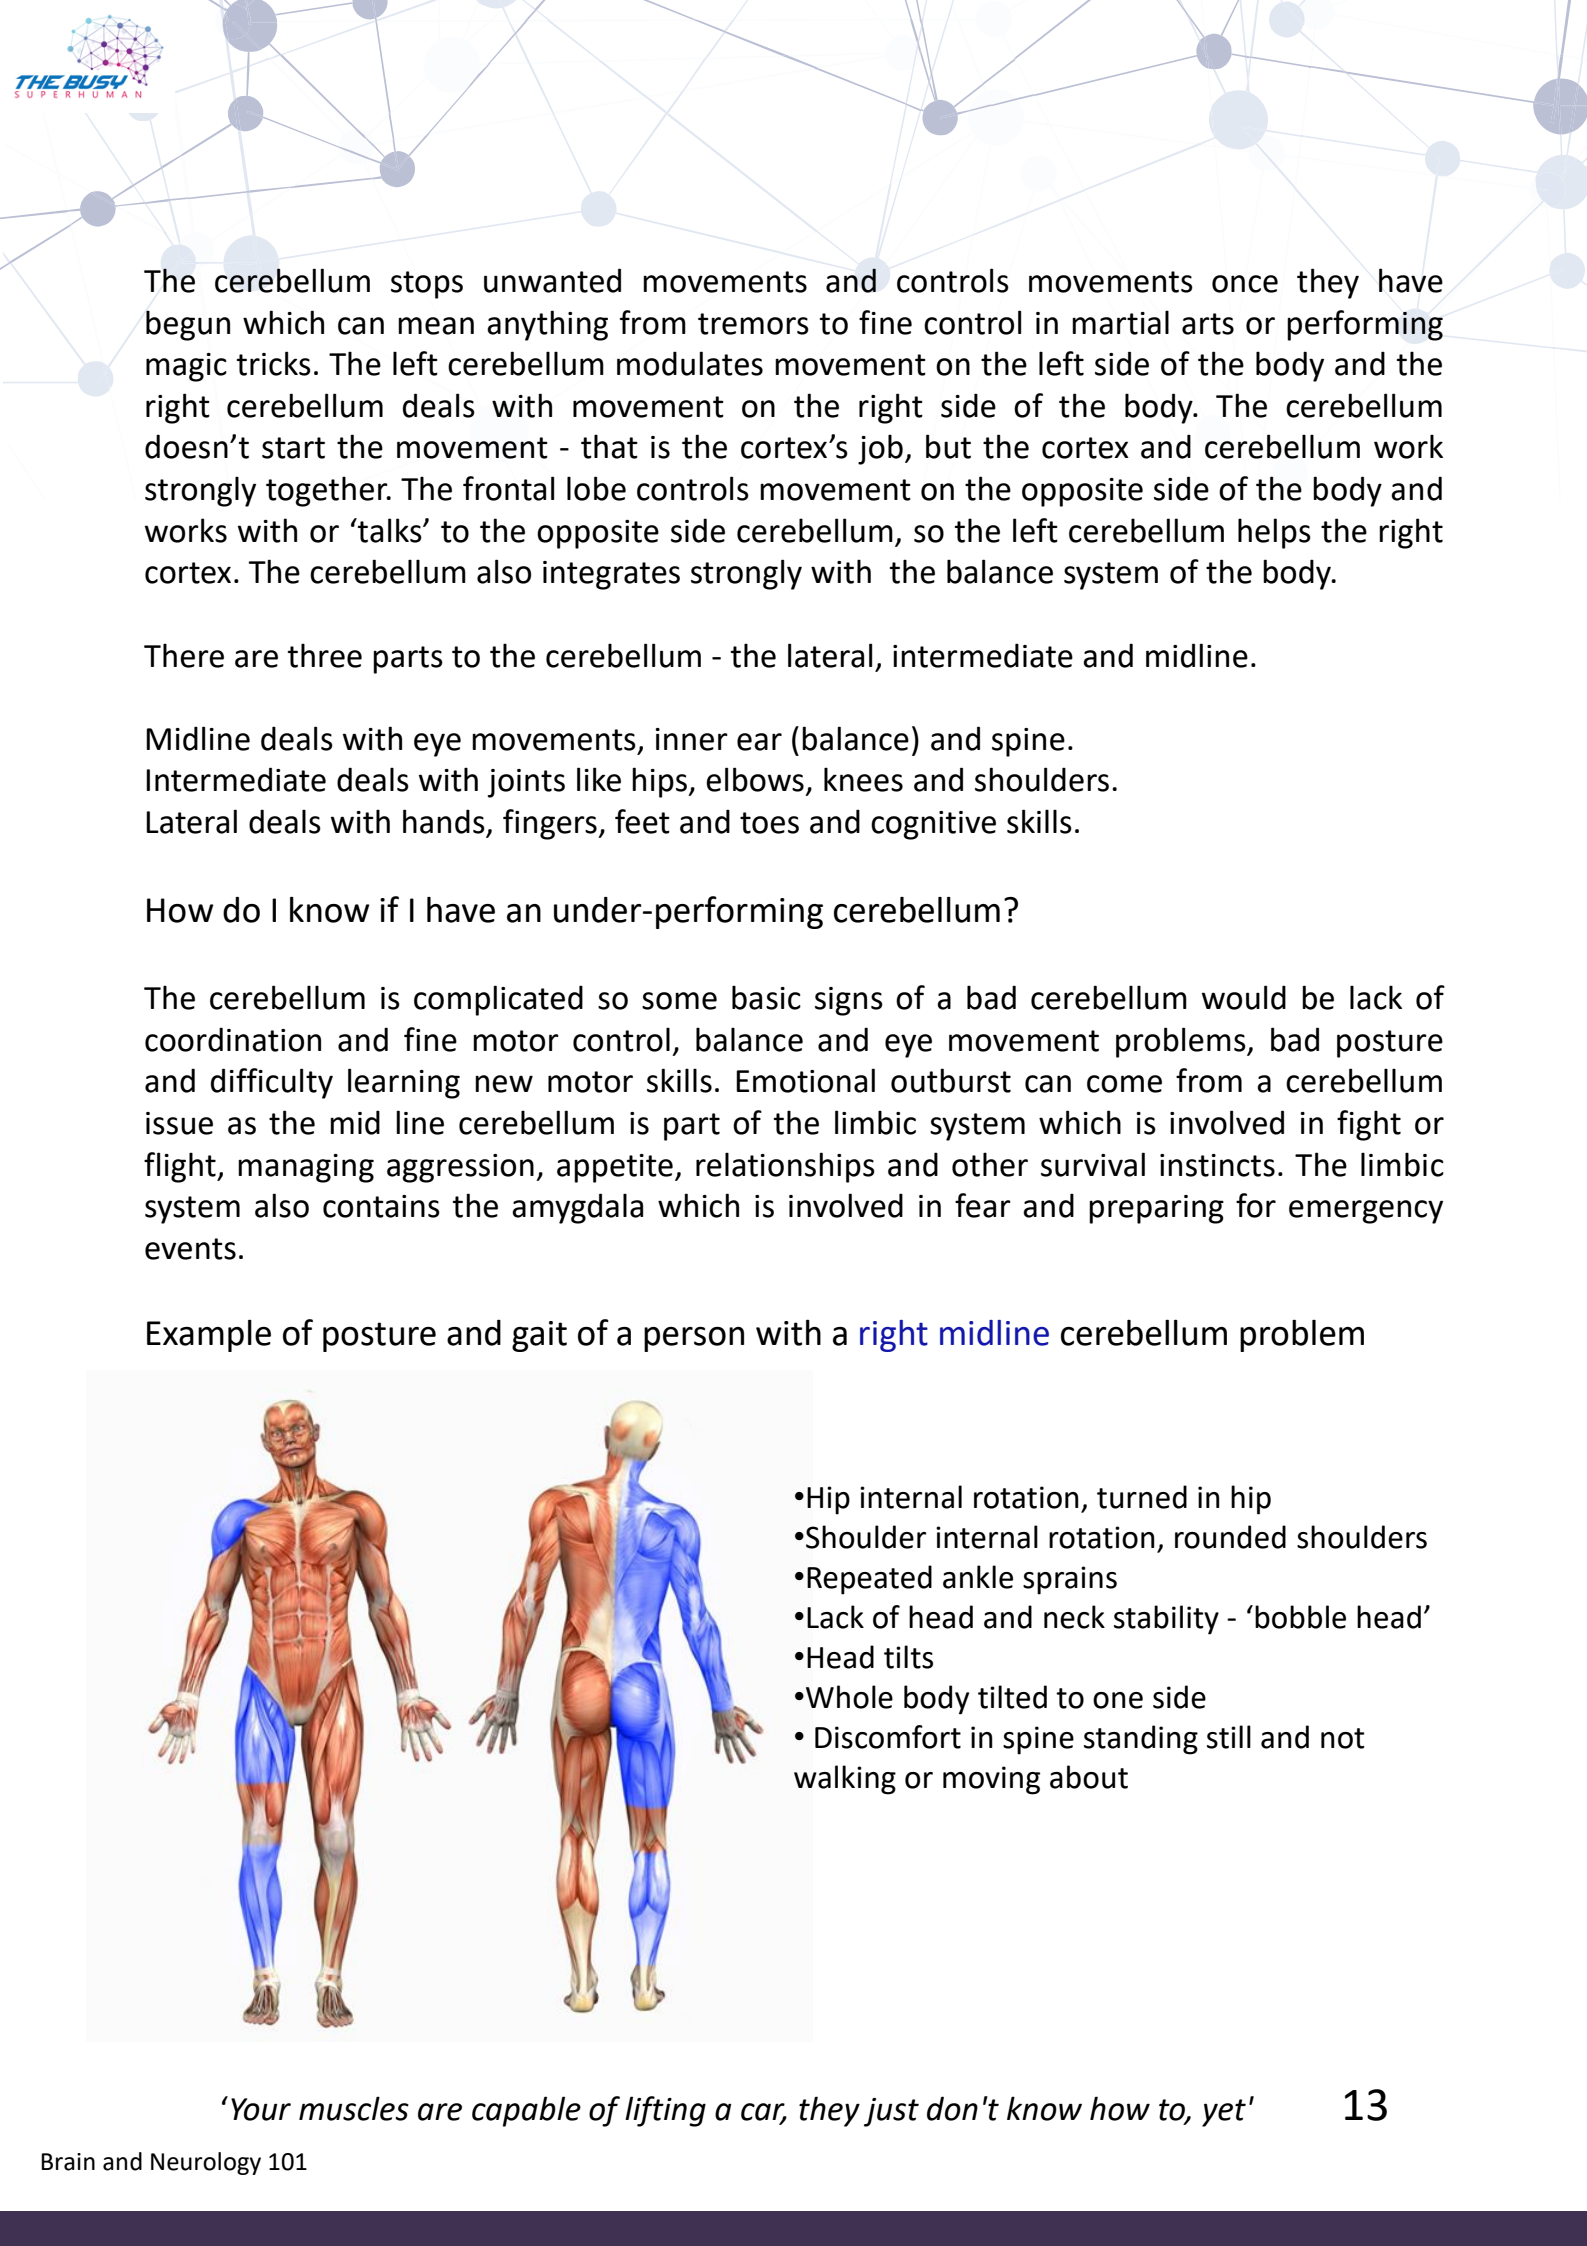 THE BUSY
SUPERHUMAN
The cerebellum stops unwanted movements and controls movements once they have
begun which can mean anything from tremors to fine control in martial arts or performing
magic tricks. The left cerebellum modulates movement on the left side of the body and the
right cerebellum deals with movement on the right side of the body. The cerebellum
doesn’t start the movement - that is the cortex’s job, but the cortex and cerebellum work
strongly together. The frontal lobe controls movement on the opposite side of the body and
works with or ‘talks’ to the opposite side cerebellum, so the left cerebellum helps the right
cortex. The cerebellum also integrates strongly with the balance system of the body.
There are three parts to the cerebellum - the lateral, intermediate and midline.
Midline deals with eye movements, inner ear (balance) and spine.
Intermediate deals with joints like hips, elbows, knees and shoulders.
Lateral deals with hands, fingers, feet and toes and cognitive skills.
How do I know if I have an under-performing cerebellum?
The cerebellum is complicated so some basic signs of a bad cerebellum would be lack of
coordination and fine motor control, balance and eye movement problems, bad posture
and difficulty learning new motor skills. Emotional outburst can come from a cerebellum
issue as the mid line cerebellum is part of the limbic system which is involved in fight or
flight, managing aggression, appetite, relationships and other survival instincts. The limbic
system also contains the amygdala which is involved in fear and preparing for emergency
events.
Example of posture and gait of a person with a right midline cerebellum problem
•Hip internal rotation, turned in hip
•Shoulder internal rotation, rounded shoulders
•Repeated ankle sprains
•Lack of head and neck stability - ‘bobble head’
•Head tilts
•Whole body tilted to one side
• Discomfort in spine standing still and not
walking or moving about
‘Your muscles are capable of lifting a car, they just don't know how to, yet'
13
Brain and Neurology 101